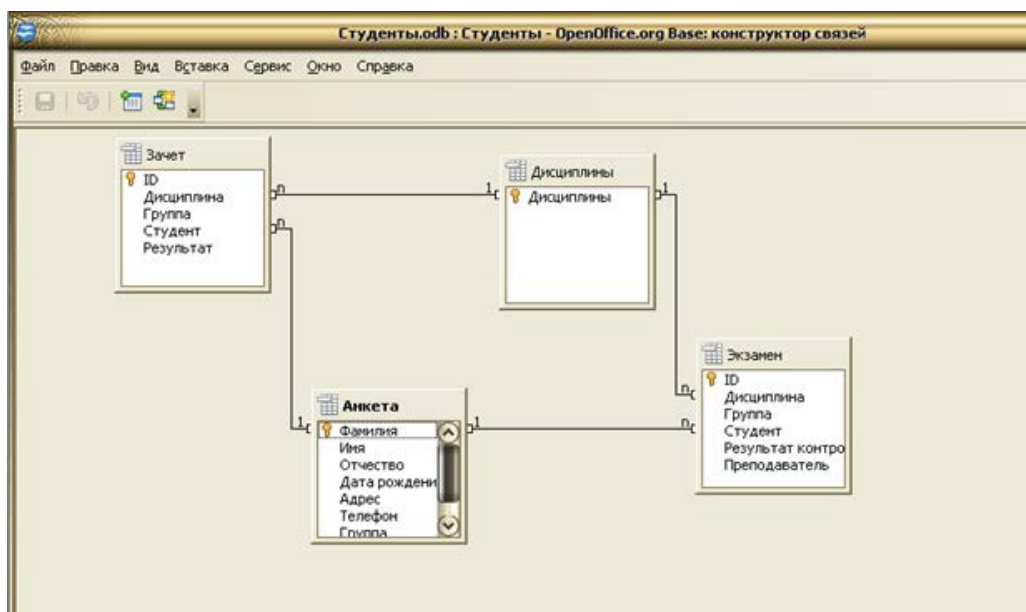 Студенты.odb : Студенты - OpenOffice.org Base: конструктор связей
Файл Правка Вид Вставка Сервис Окно Справка
Зачет
ID
Дисциплина
Группа
Студент
Результат
n
n
1
Дисциплины
Дисциплины
1
Экзамен
ID
Дисциплина
Группа
Студент
Результат контро
Преподаватель
n
n
Анкета
Фамилия
Имя
Отчество
Дата рождени
Адрес
Телефон
Группа
1
1